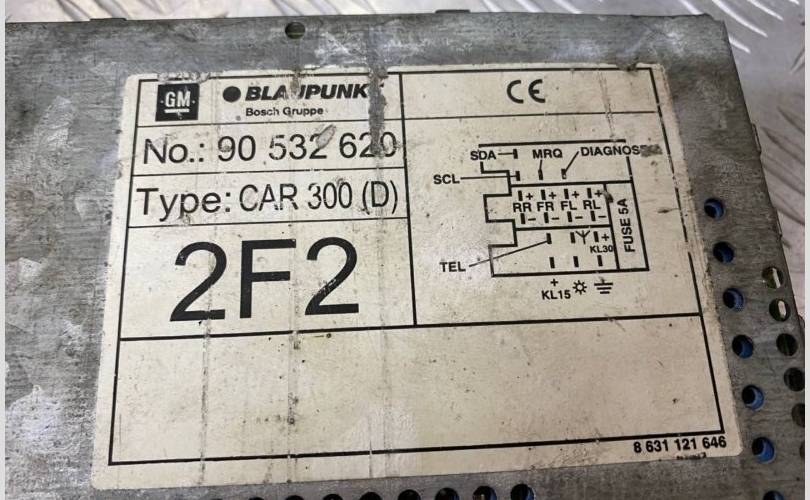 GM
BLAUPUNKT
Bosch Gruppe
CE
No.: 90 532 620
Type: CAR 300 (D)
2F2
SDA MRQ DIAGNOS
SCL
+ + + +
RR FR FL RL
- - - -
FUSE 5A
+
KL30
TEL
+
KL15
8 631 121 646